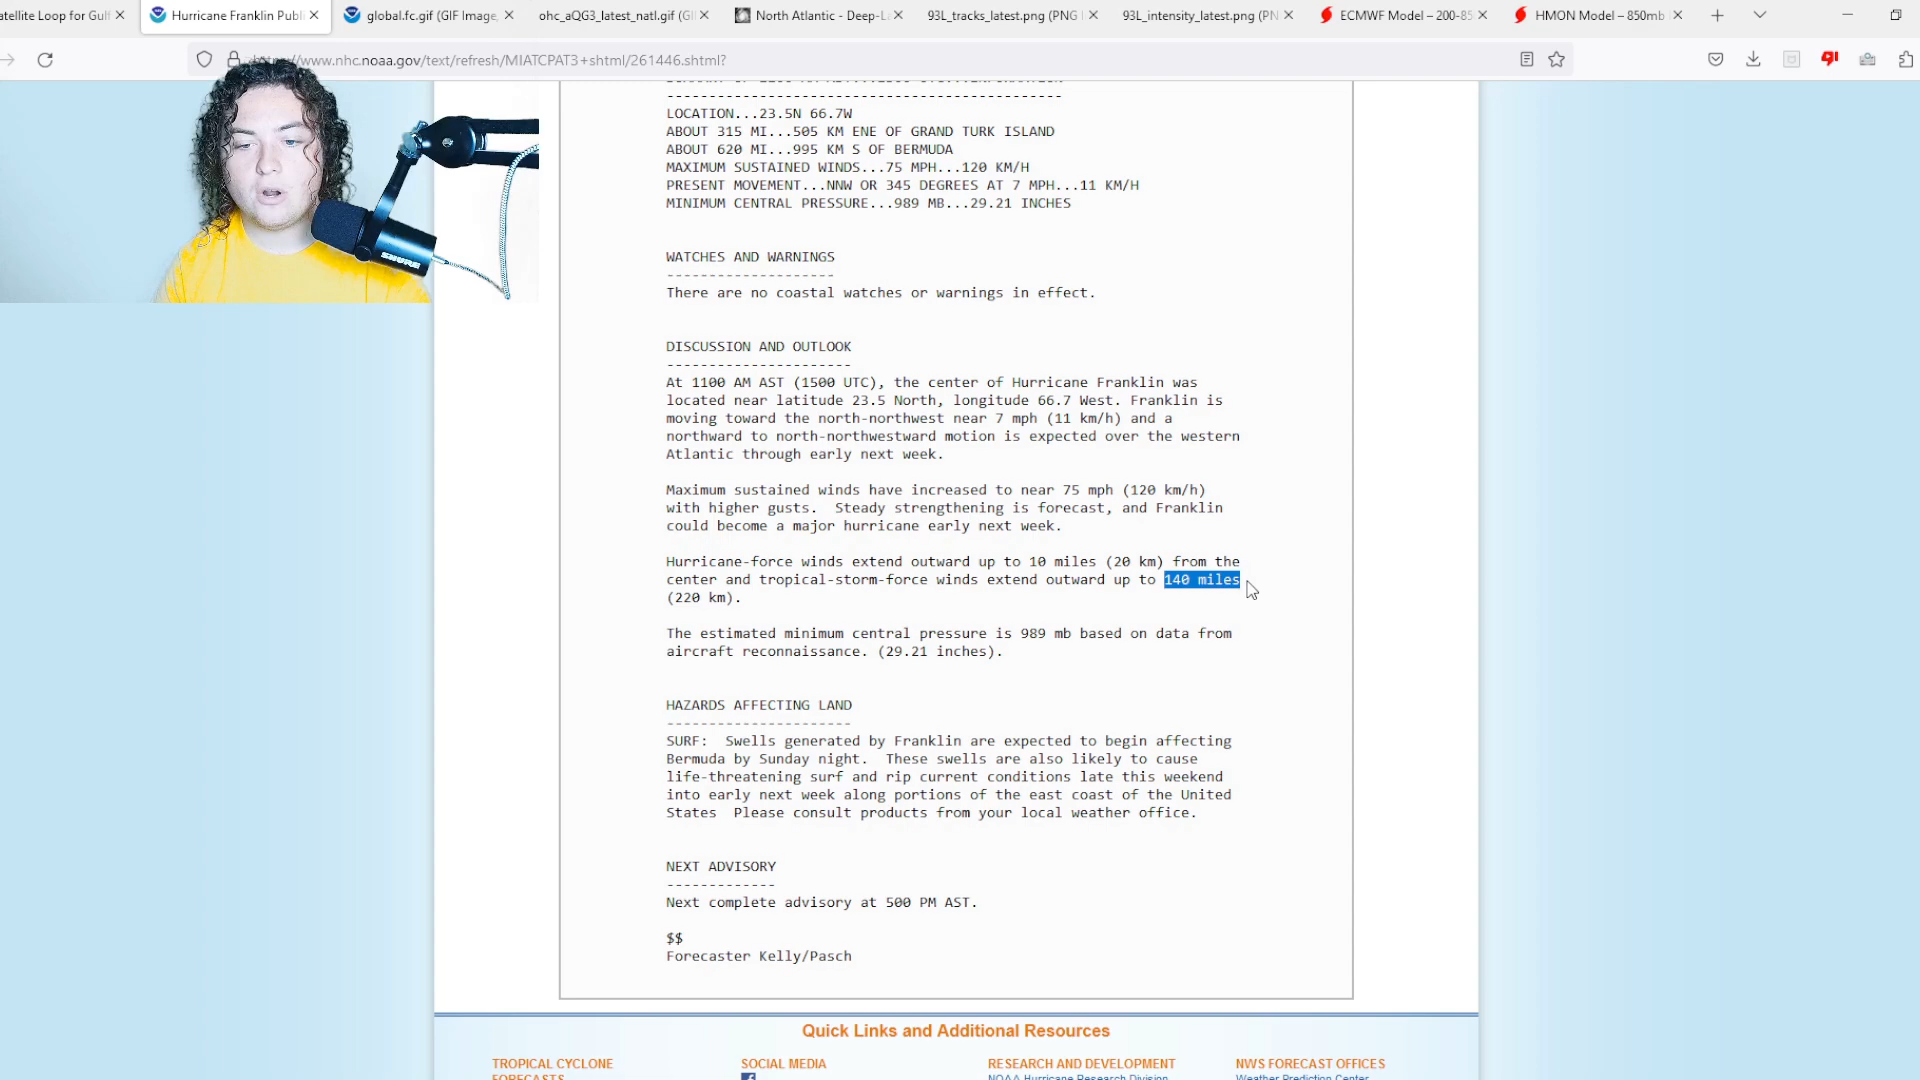 atellite Loop for Gulf
Hurricane Franklin Publi
global.fc.gif (GIF Image,
ohc_aQG3_latest_natl.gif (GI
North Atlantic - Deep-L
93L_tracks_latest.png (PNG
93L_intensity_latest.png (PN
ECMWF Model – 200-85
HMON Model – 850mb
https://www.nhc.noaa.gov/text/refresh/MIATCPAT3+shtml/261446.shtml?
----------------------------------------------
LOCATION...23.5N 66.7W
ABOUT 315 MI...505 KM ENE OF GRAND TURK ISLAND
ABOUT 620 MI...995 KM S OF BERMUDA
MAXIMUM SUSTAINED WINDS...75 MPH...120 KM/H
PRESENT MOVEMENT...NNW OR 345 DEGREES AT 7 MPH...11 KM/H
MINIMUM CENTRAL PRESSURE...989 MB...29.21 INCHES
WATCHES AND WARNINGS
--------------------
There are no coastal watches or warnings in effect.
DISCUSSION AND OUTLOOK
----------------------
At 1100 AM AST (1500 UTC), the center of Hurricane Franklin was
located near latitude 23.5 North, longitude 66.7 West. Franklin is
moving toward the north-northwest near 7 mph (11 km/h) and a
northward to north-northwestward motion is expected over the western
Atlantic through early next week.
Maximum sustained winds have increased to near 75 mph (120 km/h)
with higher gusts.  Steady strengthening is forecast, and Franklin
could become a major hurricane early next week.
Hurricane-force winds extend outward up to 10 miles (20 km) from the
center and tropical-storm-force winds extend outward up to 140 miles
(220 km).
The estimated minimum central pressure is 989 mb based on data from
aircraft reconnaissance. (29.21 inches).
HAZARDS AFFECTING LAND
----------------------
SURF:  Swells generated by Franklin are expected to begin affecting
Bermuda by Sunday night.  These swells are also likely to cause
life-threatening surf and rip current conditions late this weekend
into early next week along portions of the east coast of the United
States  Please consult products from your local weather office.
NEXT ADVISORY
-------------
Next complete advisory at 500 PM AST.
$$
Forecaster Kelly/Pasch
Quick Links and Additional Resources
TROPICAL CYCLONE
FORECASTS
SOCIAL MEDIA
RESEARCH AND DEVELOPMENT
NOAA Hurricane Research Division
NWS FORECAST OFFICES
Weather Prediction Center
SHURE